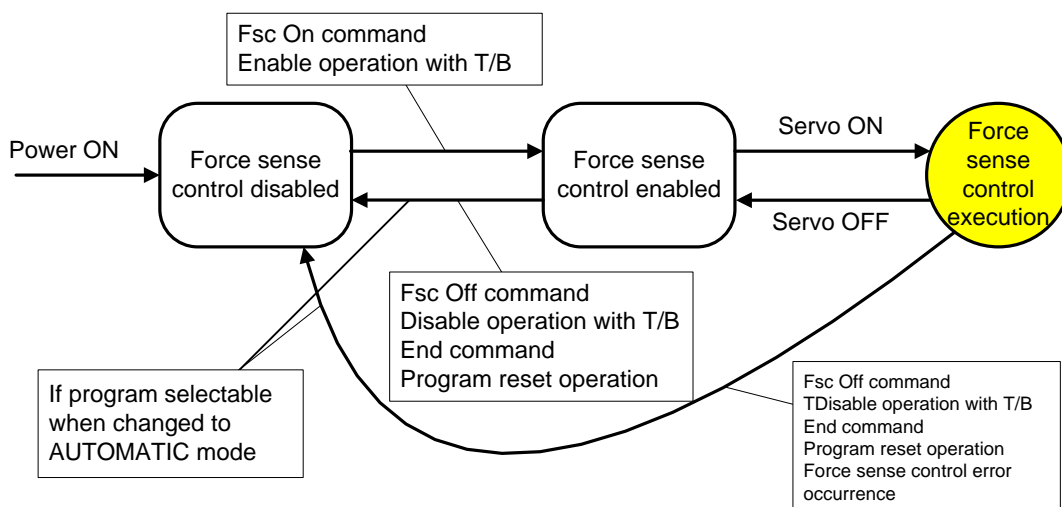 Fsc On command
Enable operation with T/B
Power ON
Force sense
control disabled
Force sense
control enabled
Servo ON
Servo OFF
Force
sense
control
execution
Fsc Off command
Disable operation with T/B
End command
Program reset operation
If program selectable
when changed to
AUTOMATIC mode
Fsc Off command
TDisable operation with T/B
End command
Program reset operation
Force sense control error
occurrence